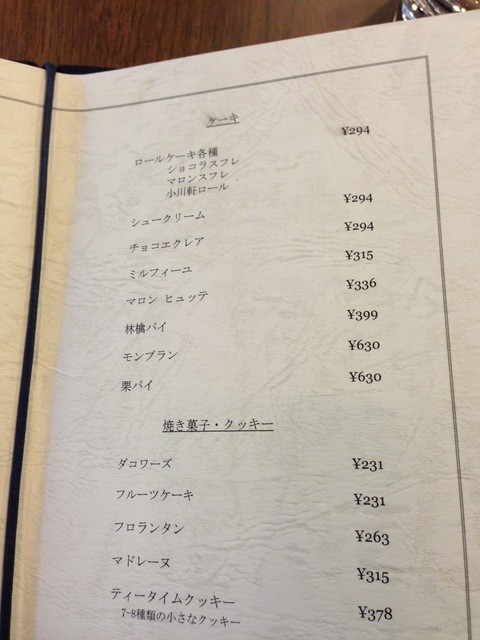 ケーキ
ロールケーキ各種 ¥294
ショコラスフレ
マロンスフレ
小川軒ロール
シュークリーム ¥294
チョコエクレア ¥294
ミルフィーユ ¥315
マロン ヒュッテ ¥336
林檎パイ ¥399
モンブラン ¥630
栗パイ ¥630
焼き菓子・クッキー
ダコワーズ ¥231
フルーツケーキ ¥231
フロランタン ¥263
マドレーヌ ¥315
ティータイムクッキー ¥378
7-8種類の小さなクッキー